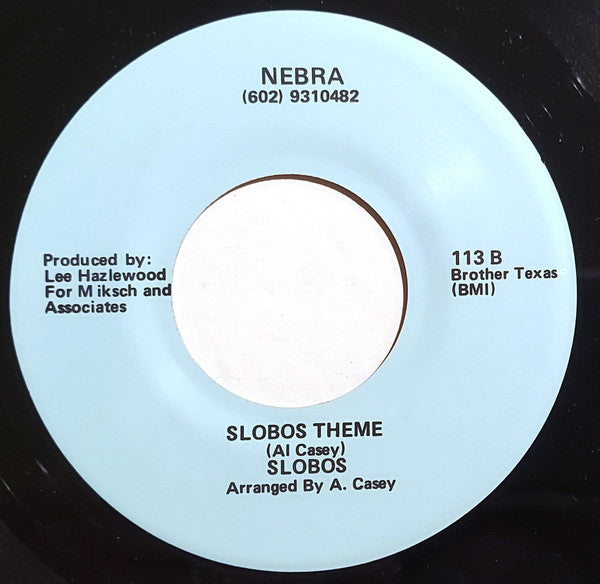 NEBRA
(602) 9310482
Produced by:
Lee Hazlewood
For Miksch and
Associates
113 B
Brother Texas
(BMI)
SLOBOS THEME
(Al Casey)
SLOBOS
Arranged By A. Casey